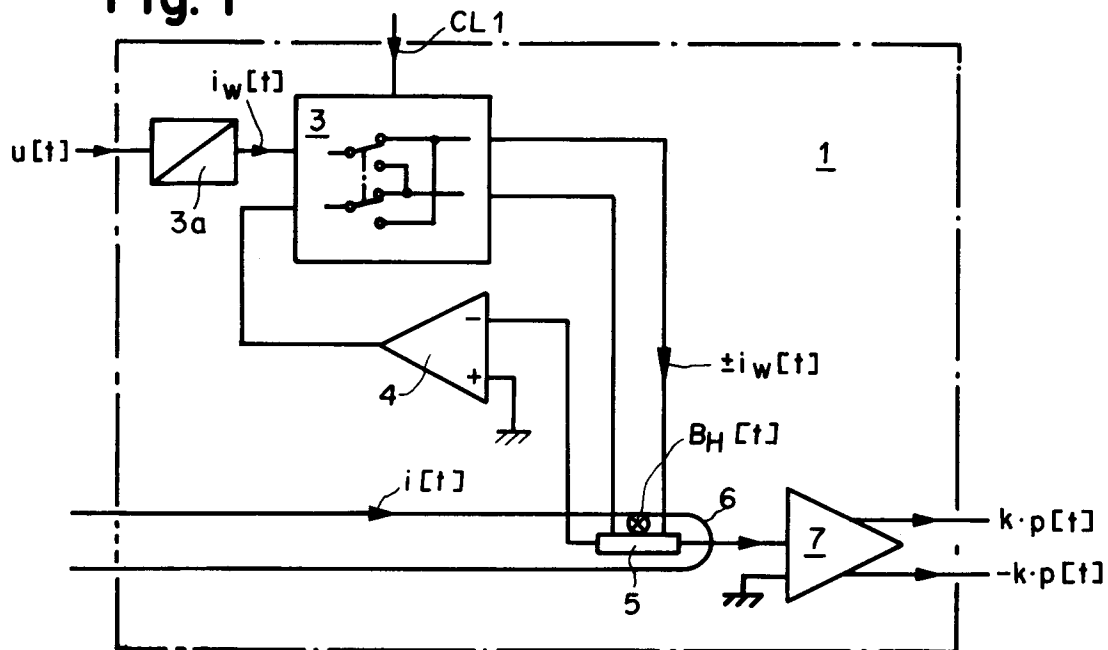 Fig. 1
CL1
i_w[t]
3
u[t]
1
3a
−
4
+
±i_w[t]
B_H[t]
i[t]
6
7
k·p[t]
5
−k·p[t]